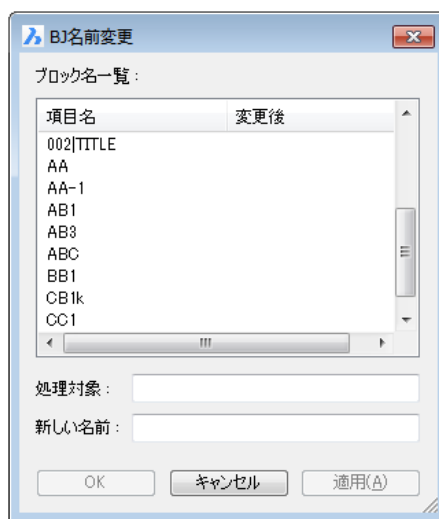 BJ名前変更
ブロック名一覧 :
項目名 変更後
002|TITLE
AA
AA-1
AB1
AB3
ABC
BB1
CB1k
CC1
処理対象 :
新しい名前 :
OK キャンセル 適用(A)